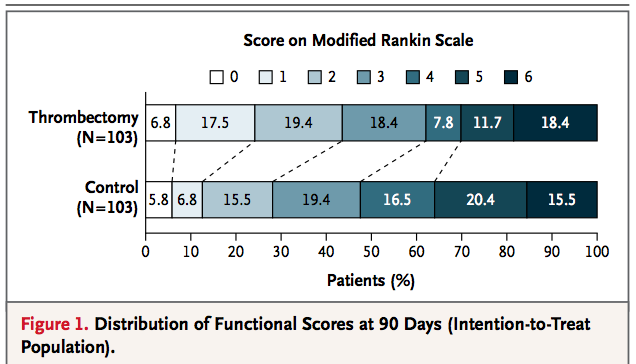 Score on Modified Rankin Scale
0 1 2 3 4 5 6
Thrombectomy
(N=103)
6.8 17.5 19.4 18.4 7.8 11.7 18.4
Control
(N=103)
5.8 6.8 15.5 19.4 16.5 20.4 15.5
0 10 20 30 40 50 60 70 80 90 100
Patients (%)
Figure 1. Distribution of Functional Scores at 90 Days (Intention-to-Treat
Population).